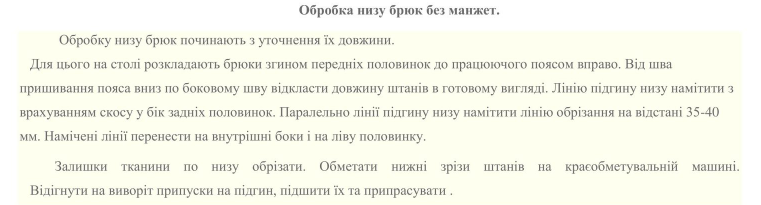 Обробка низу брюк без манжет.
Обробку низу брюк починають з уточнення їх довжини.
Для цього на столі розкладають брюки згином передніх половинок до працюючого поясом вправо. Від шва
пришивання пояса вниз по боковому шву відкласти довжину штанів в готовому вигляді. Лінію підгину низу намітити з
врахуванням скосу у бік задніх половинок. Паралельно лінії підгину низу намітити лінію обрізання на відстані 35-40
мм. Намічені лінії перенести на внутрішні боки і на ліву половинку.
Залишки тканини по низу обрізати. Обметати нижні зрізи штанів на краєобметувальній машині.
Відігнути на виворіт припуски на підгин, підшити їх та припрасувати .